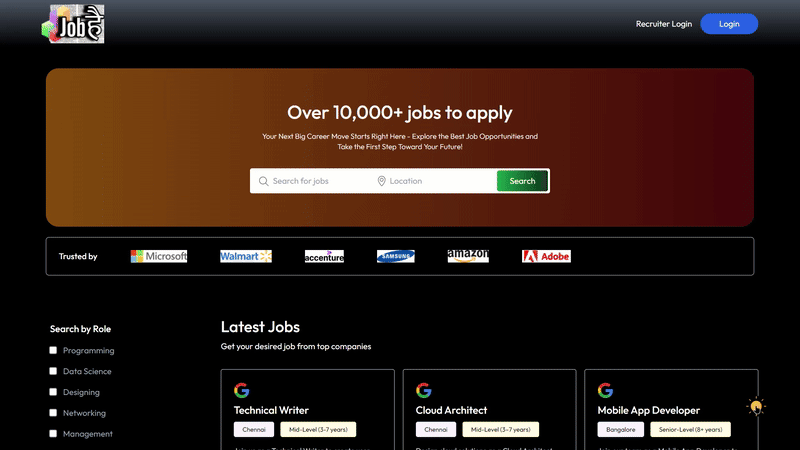 Job है
Recruiter Login
Login
Over 10,000+ jobs to apply
Your Next Big Career Move Starts Right Here - Explore the Best Job Opportunities and
Take the First Step Toward Your Future!
Search for jobs
Location
Search
Trusted by
Microsoft
Walmart
accenture
SAMSUNG
amazon
Adobe
Search by Role
Programming
Data Science
Designing
Networking
Management
Latest Jobs
Get your desired job from top companies
Technical Writer
Chennai
Mid-Level (3-7 years)
Cloud Architect
Chennai
Mid-Level (3-7 years)
Mobile App Developer
Bangalore
Senior-Level (8+ years)